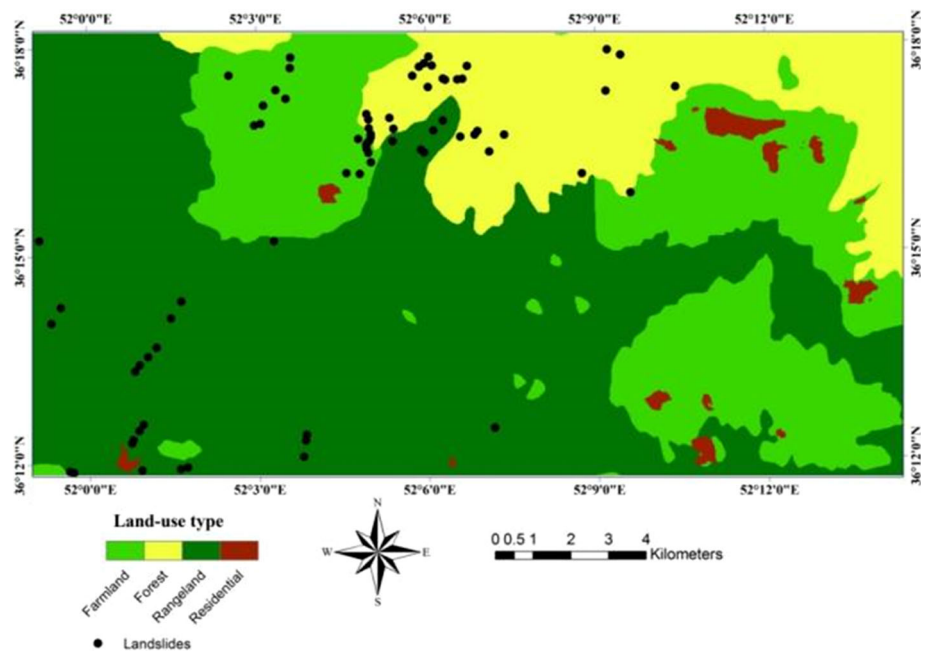 52°0'0"E 52°3'0"E 52°6'0"E 52°9'0"E 52°12'0"E
36°18'0"N 36°18'0"N
36°15'0"N 36°15'0"N
36°12'0"N 36°12'0"N
52°0'0"E 52°3'0"E 52°6'0"E 52°9'0"E 52°12'0"E
Land-use type
Farmland
Forest
Rangeland
Residential
Landslides
N
W E
S
0 0.5 1 2 3 4
Kilometers